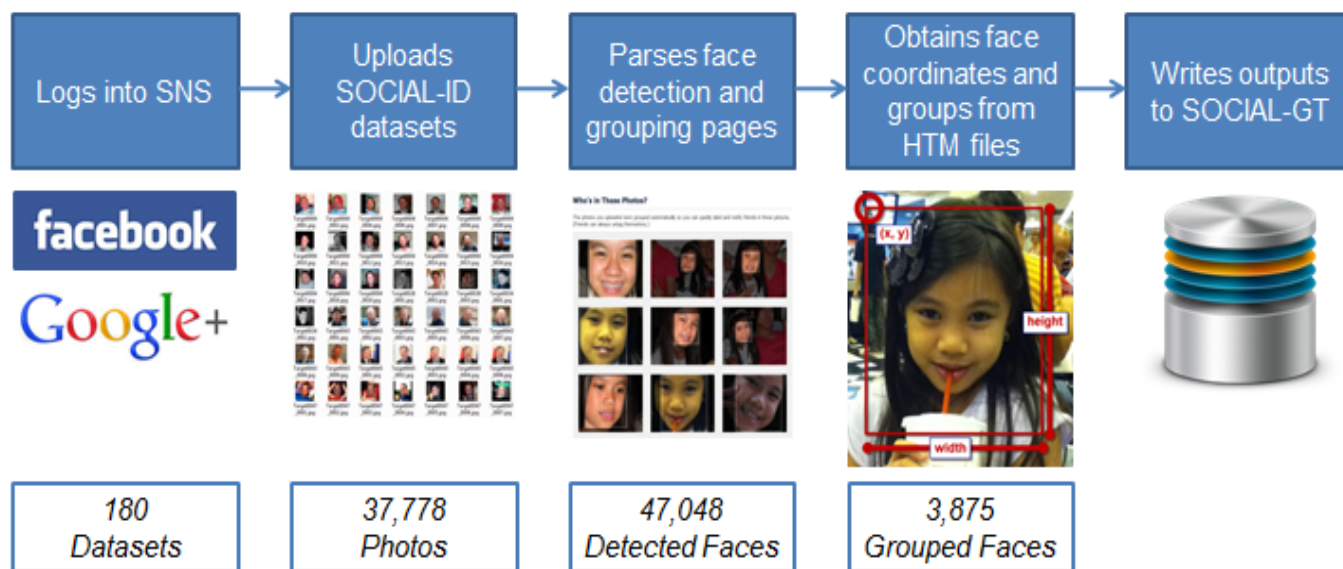 Logs into SNS
Uploads
SOCIAL-ID
datasets
Parses face
detection and
grouping pages
Obtains face
coordinates and
groups from
HTM files
Writes outputs
to SOCIAL-GT
facebook
Google+
Who's in These Photos?
(x, y)
height
width
180
Datasets
37,778
Photos
47,048
Detected Faces
3,875
Grouped Faces